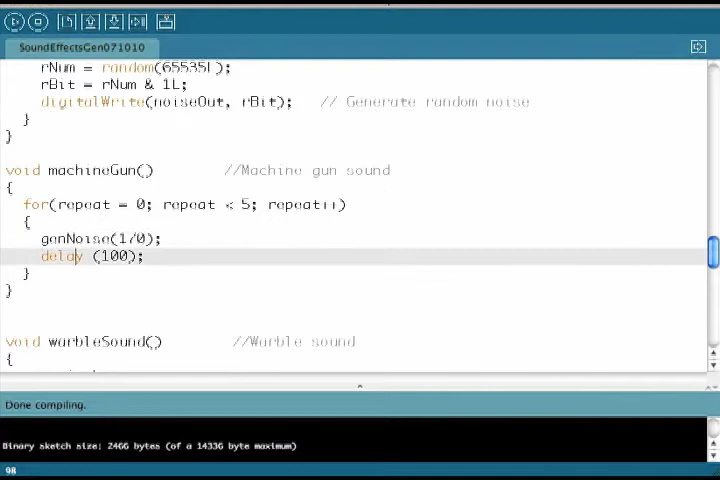 SoundEffectsGen071010
rNum = random(65535L);
rBit = rNum & 1L;
digitalWrite(noiseOut, rBit); // Generate random noise
}
}
void machineGun() //Machine gun sound
{
for(repeat = 0; repeat < 5; repeat++)
{
genNoise(170);
delay (100);
}
}
void warbleSound() //Warble sound
{
Done compiling.
Binary sketch size: 2466 bytes (of a 14336 byte maximum)
98